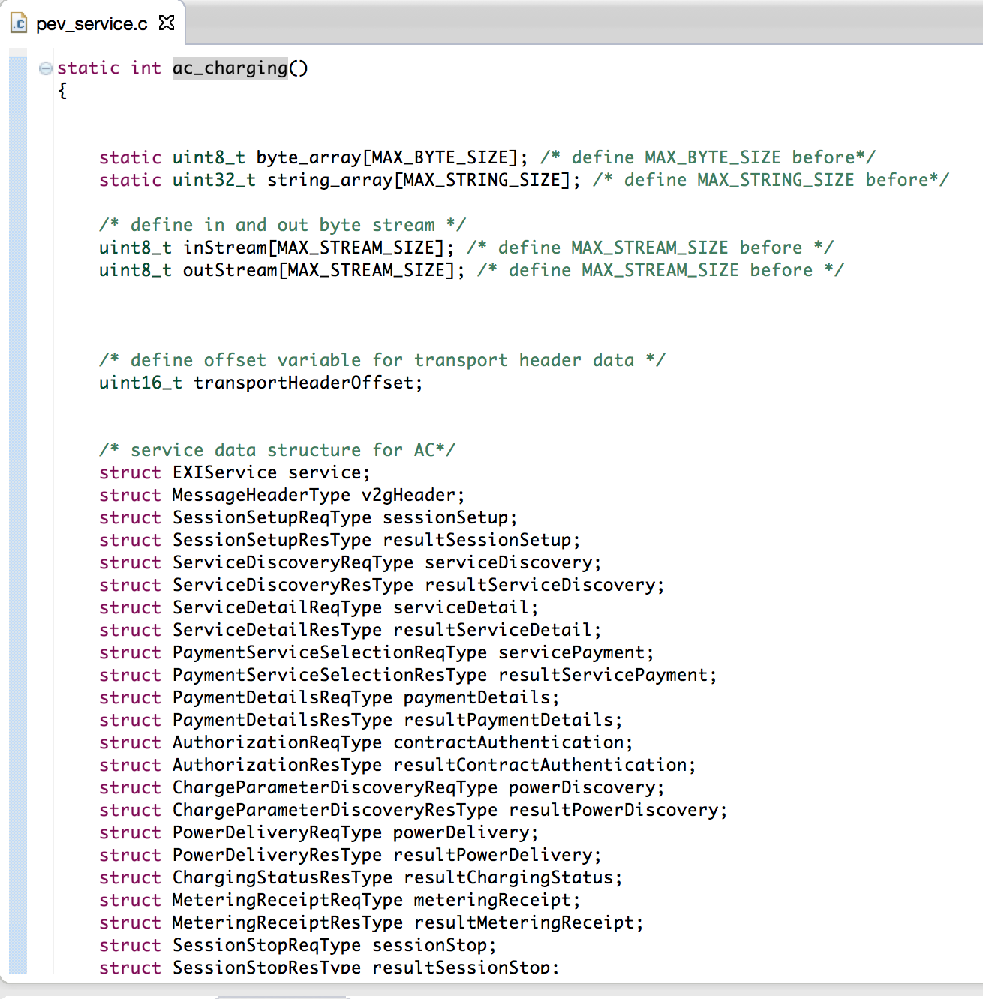 pev_service.c
static int ac_charging()
{
static uint8_t byte_array[MAX_BYTE_SIZE]; /* define MAX_BYTE_SIZE before*/
static uint32_t string_array[MAX_STRING_SIZE]; /* define MAX_STRING_SIZE before*/
/* define in and out byte stream */
uint8_t inStream[MAX_STREAM_SIZE]; /* define MAX_STREAM_SIZE before */
uint8_t outStream[MAX_STREAM_SIZE]; /* define MAX_STREAM_SIZE before */
/* define offset variable for transport header data */
uint16_t transportHeaderOffset;
/* service data structure for AC*/
struct EXIService service;
struct MessageHeaderType v2gHeader;
struct SessionSetupReqType sessionSetup;
struct SessionSetupResType resultSessionSetup;
struct ServiceDiscoveryReqType serviceDiscovery;
struct ServiceDiscoveryResType resultServiceDiscovery;
struct ServiceDetailReqType serviceDetail;
struct ServiceDetailResType resultServiceDetail;
struct PaymentServiceSelectionReqType servicePayment;
struct PaymentServiceSelectionResType resultServicePayment;
struct PaymentDetailsReqType paymentDetails;
struct PaymentDetailsResType resultPaymentDetails;
struct AuthorizationReqType contractAuthentication;
struct AuthorizationResType resultContractAuthentication;
struct ChargeParameterDiscoveryReqType powerDiscovery;
struct ChargeParameterDiscoveryResType resultPowerDiscovery;
struct PowerDeliveryReqType powerDelivery;
struct PowerDeliveryResType resultPowerDelivery;
struct ChargingStatusResType resultChargingStatus;
struct MeteringReceiptReqType meteringReceipt;
struct MeteringReceiptResType resultMeteringReceipt;
struct SessionStopReqType sessionStop;
struct SessionStopResType resultSessionStop;